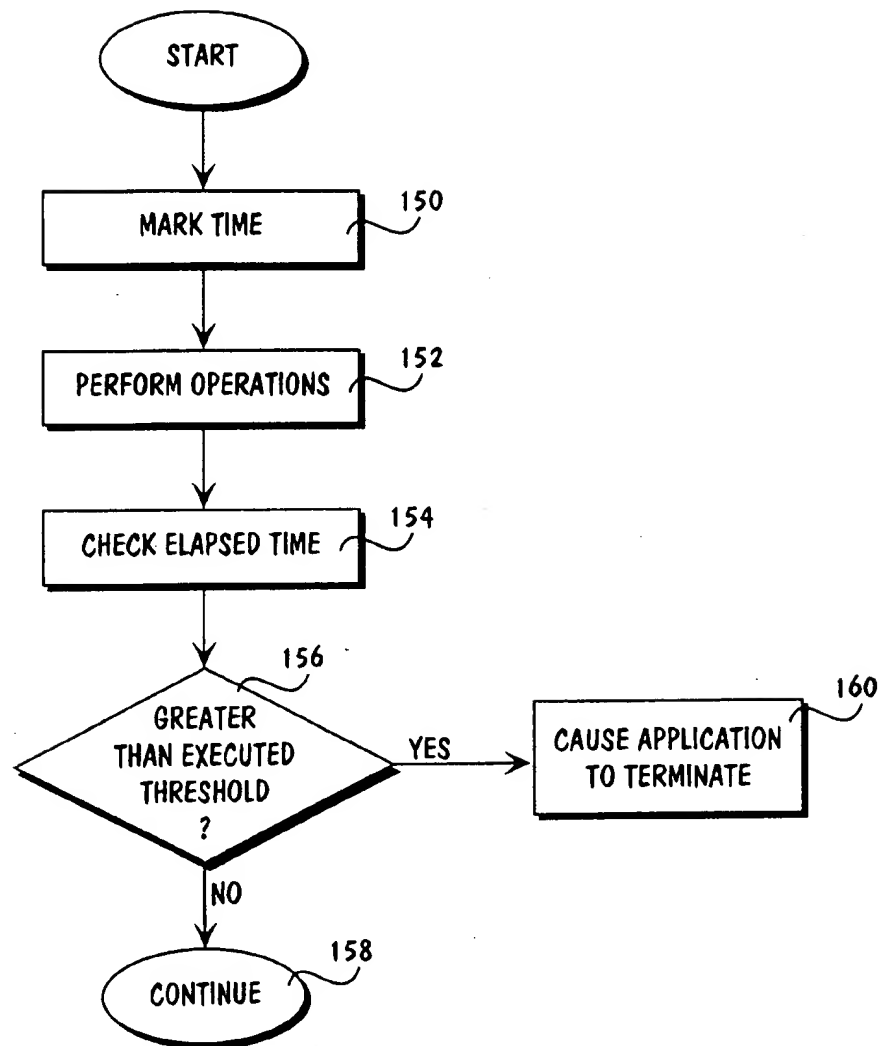 START
MARK TIME
150
PERFORM OPERATIONS
152
CHECK ELAPSED TIME
154
156
GREATER
THAN EXECUTED
THRESHOLD
?
YES
160
CAUSE APPLICATION
TO TERMINATE
NO
158
CONTINUE